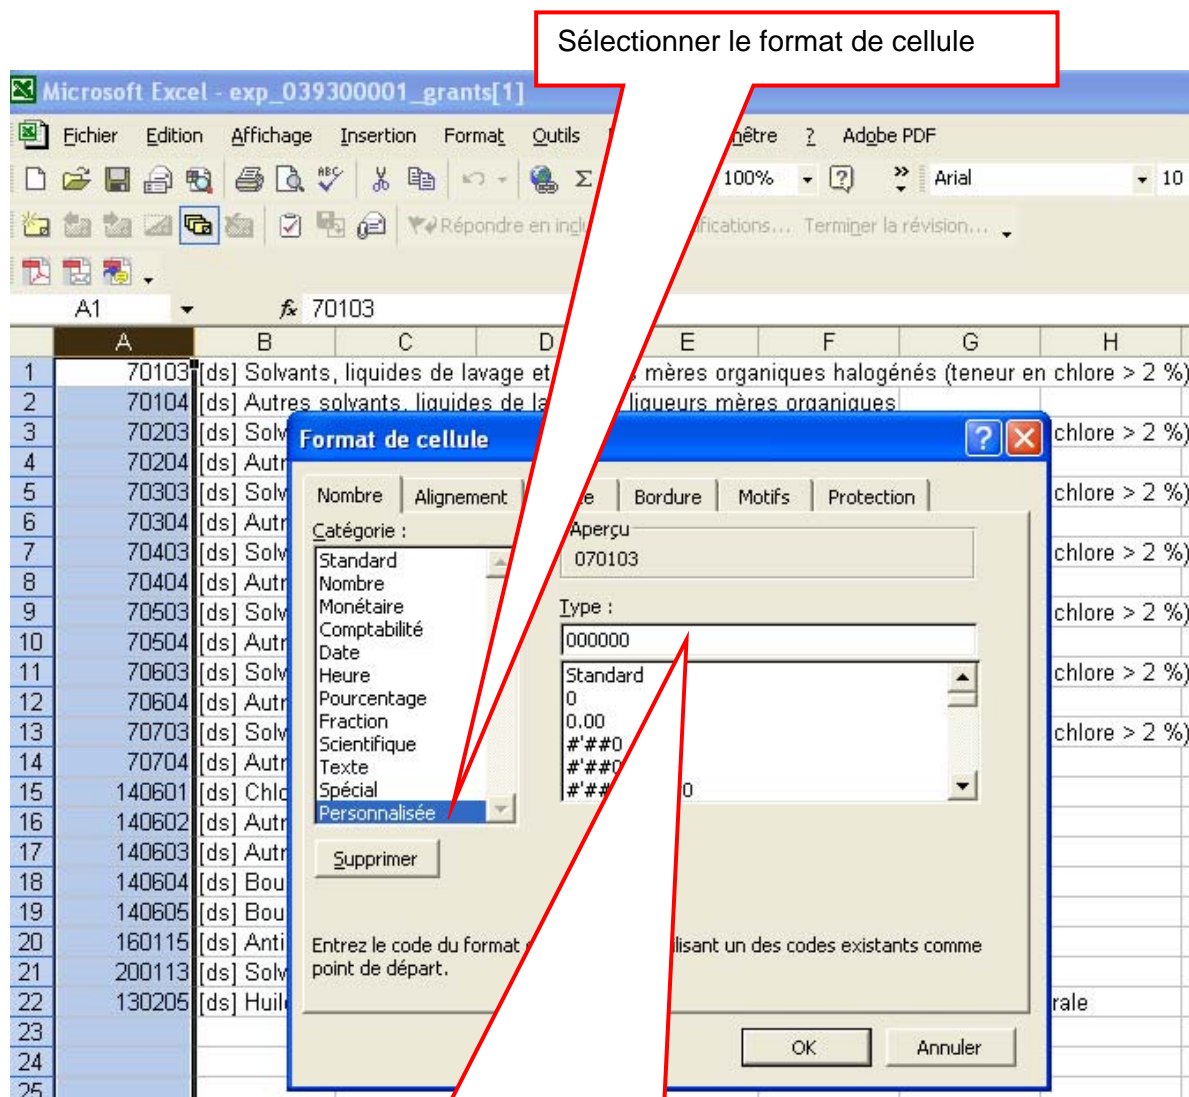 Sélectionner le format de cellule
Microsoft Excel - exp_039300001_grants[1]
Fichier Edition Affichage Insertion Format Outils nêtre ? Adobe PDF
100% Arial 10
Répondre en inclu fications... Terminer la révision...
A1 fx 70103
A B C D E F G H
1 70103 [ds] Solvants, liquides de lavage et mères organiques halogénés (teneur en chlore > 2 %)
2 70104 [ds] Autres solvants, liquides de la liqueurs mères organiques
3 70203 [ds] Solv chlore > 2 %)
4 70204 [ds] Autr
5 70303 [ds] Solv chlore > 2 %)
6 70304 [ds] Autr
7 70403 [ds] Solv chlore > 2 %)
8 70404 [ds] Autr
9 70503 [ds] Solv chlore > 2 %)
10 70504 [ds] Autr
11 70603 [ds] Solv chlore > 2 %)
12 70604 [ds] Autr
13 70703 [ds] Solv chlore > 2 %)
14 70704 [ds] Autr
15 140601 [ds] Chlo
16 140602 [ds] Autr
17 140603 [ds] Autr
18 140604 [ds] Bou
19 140605 [ds] Bou
20 160115 [ds] Anti
21 200113 [ds] Solv
22 130205 [ds] Huile rale
23
24
25
Format de cellule
Nombre Alignement e Bordure Motifs Protection
Catégorie :
Standard
Nombre
Monétaire
Comptabilité
Date
Heure
Pourcentage
Fraction
Scientifique
Texte
Spécial
Personnalisée
Supprimer
Aperçu
070103
Type :
000000
Standard
0
0.00
#'##0
#'##0
#'## 0
Entrez le code du format ilisant un des codes existants comme
point de départ.
OK Annuler